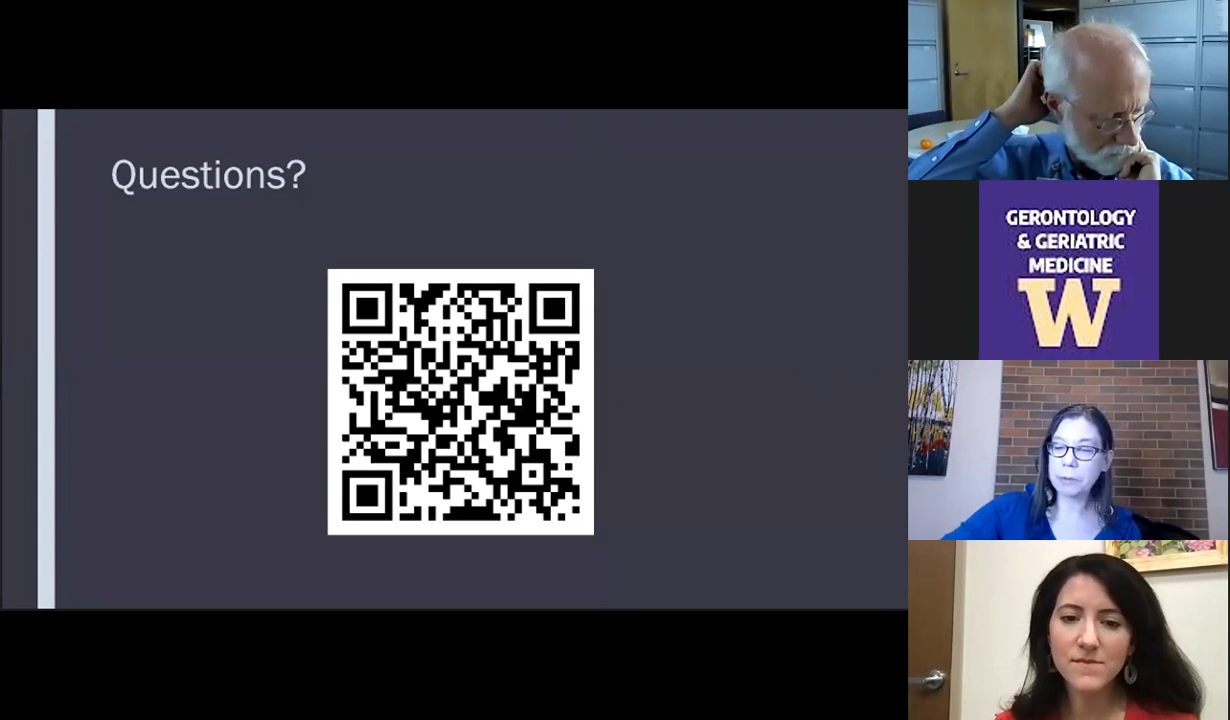 Questions?
GERONTOLOGY
& GERIATRIC
MEDICINE
W